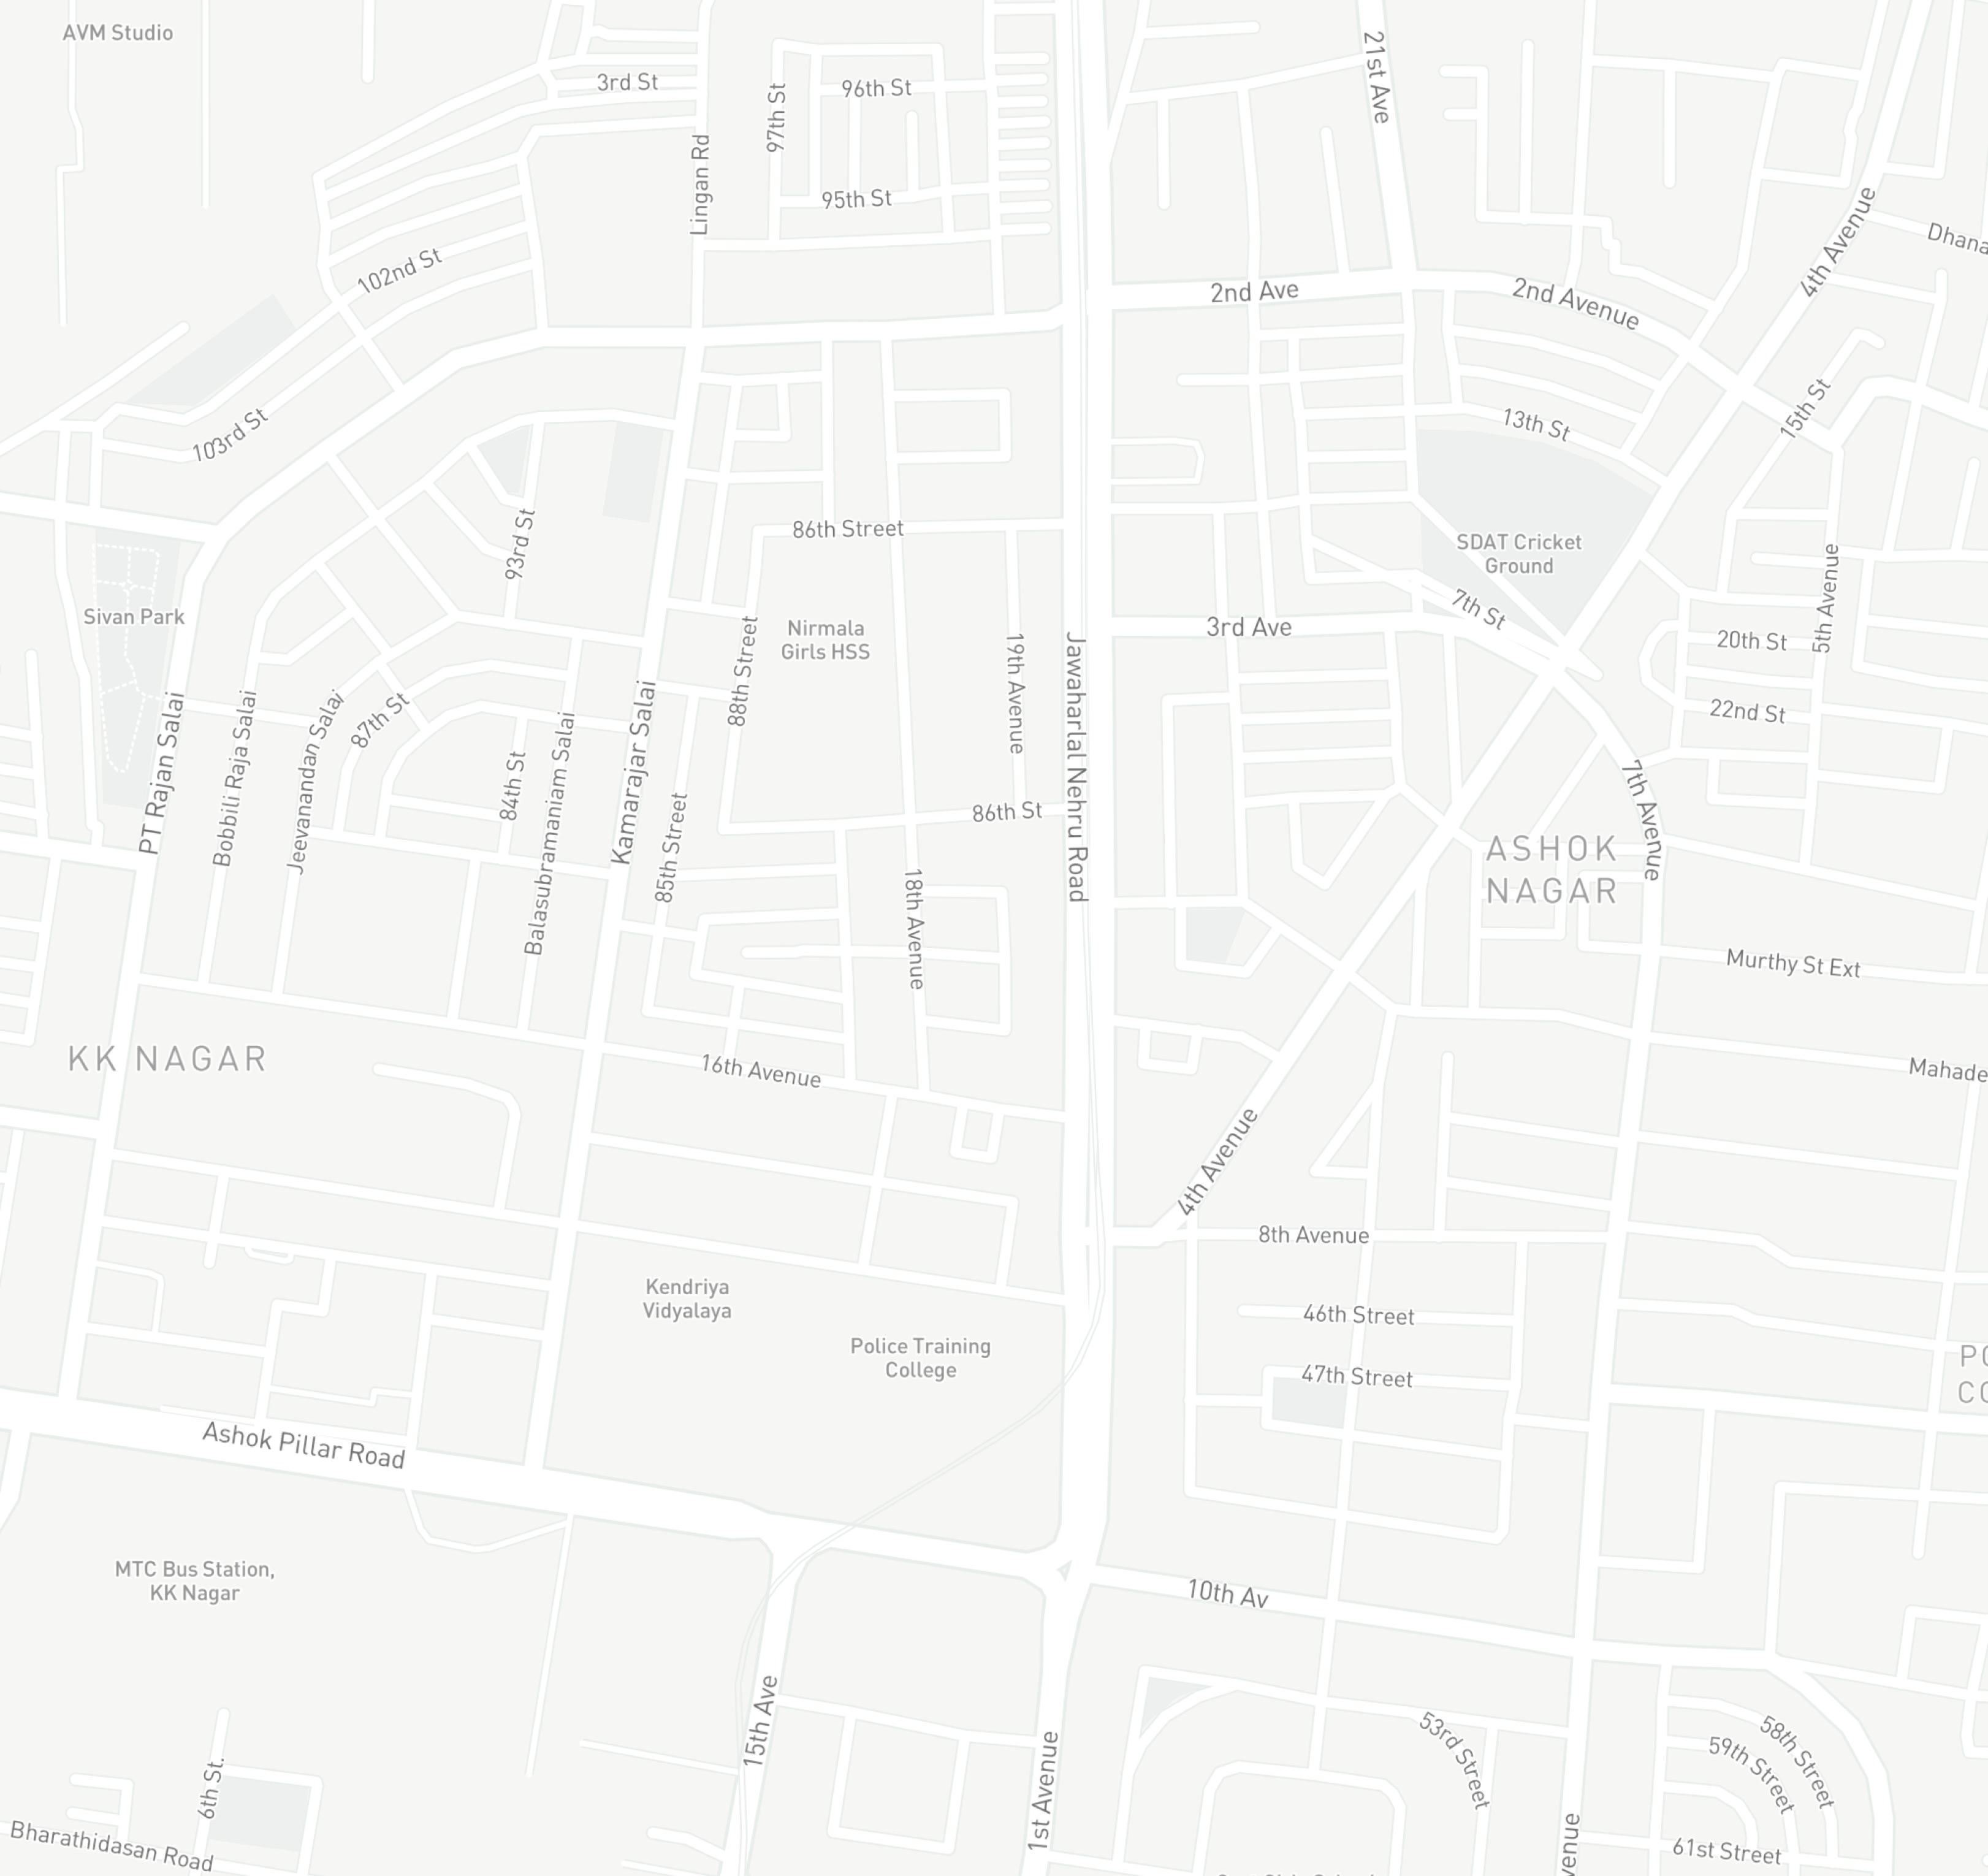 AVM Studio
3rd St
97th St
96th St
21st Ave
Lingan Rd
95th St
4th Avenue
102nd St
2nd Ave
2nd Avenue
103rd St
15th St
13th St
86th Street
93rd St
SDAT Cricket
Ground
5th Avenue
Sivan Park
Nirmala
Girls HSS
7th St
3rd Ave
20th St
88th Street
19th Avenue
22nd St
PT Rajan Salai
Bobbili Raja Salai
Jeevanandan Salai
87th St
84th St
Balasubramaniam Salai
Kamarajar Salai
85th Street
86th St
Jawaharlal Nehru Road
7th Avenue
ASHOK
NAGAR
18th Avenue
Murthy St Ext
KK NAGAR
16th Avenue
Mahade
4th Avenue
8th Avenue
Kendriya
Vidyalaya
46th Street
Police Training
College
47th Street
Ashok Pillar Road
MTC Bus Station,
KK Nagar
10th Av
15th Ave
1st Avenue
53rd Street
58th Street
59th Street
6th St.
61st Street
Bharathidasan Road